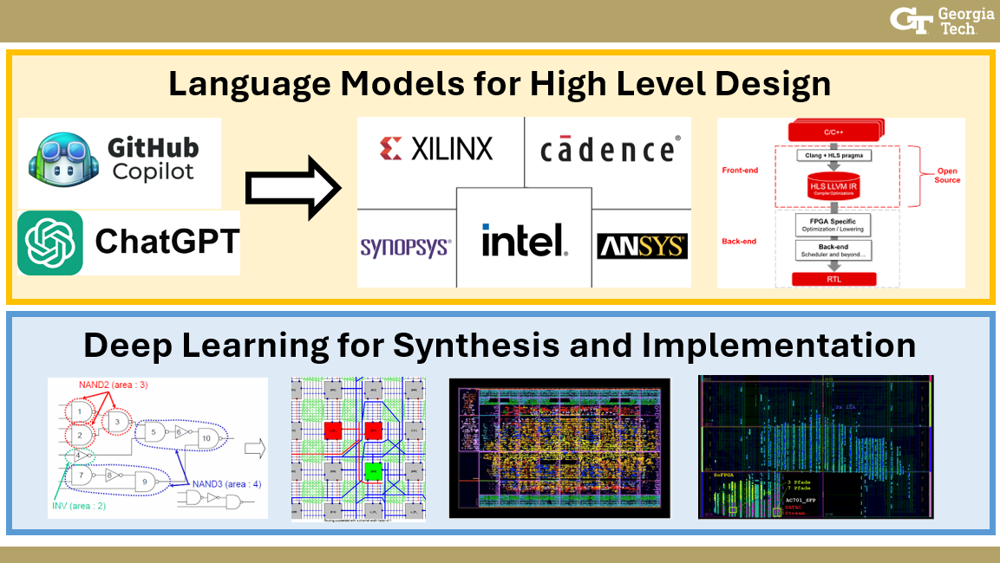 GT Georgia
Tech
Language Models for High Level Design
GitHub
Copilot
ChatGPT
XILINX
cādence®
SYNOPSYS®
intel.
ANSYS®
C/C++
Clang + HLS pragma
Front-end
HLS LLVM IR
Compiler Optimizations
Open
Source
FPGA Specific
Optimization / Lowering
Back-end
Back-end
Scheduler and beyond...
RTL
Deep Learning for Synthesis and Implementation
NAND2 (area : 3)
1
3
2
5
6
10
4
7
8
9
NAND3 (area : 4)
INV (area : 2)
SoFPGA
3 Pfade
7 Pfade
AC701_SFP
Stream